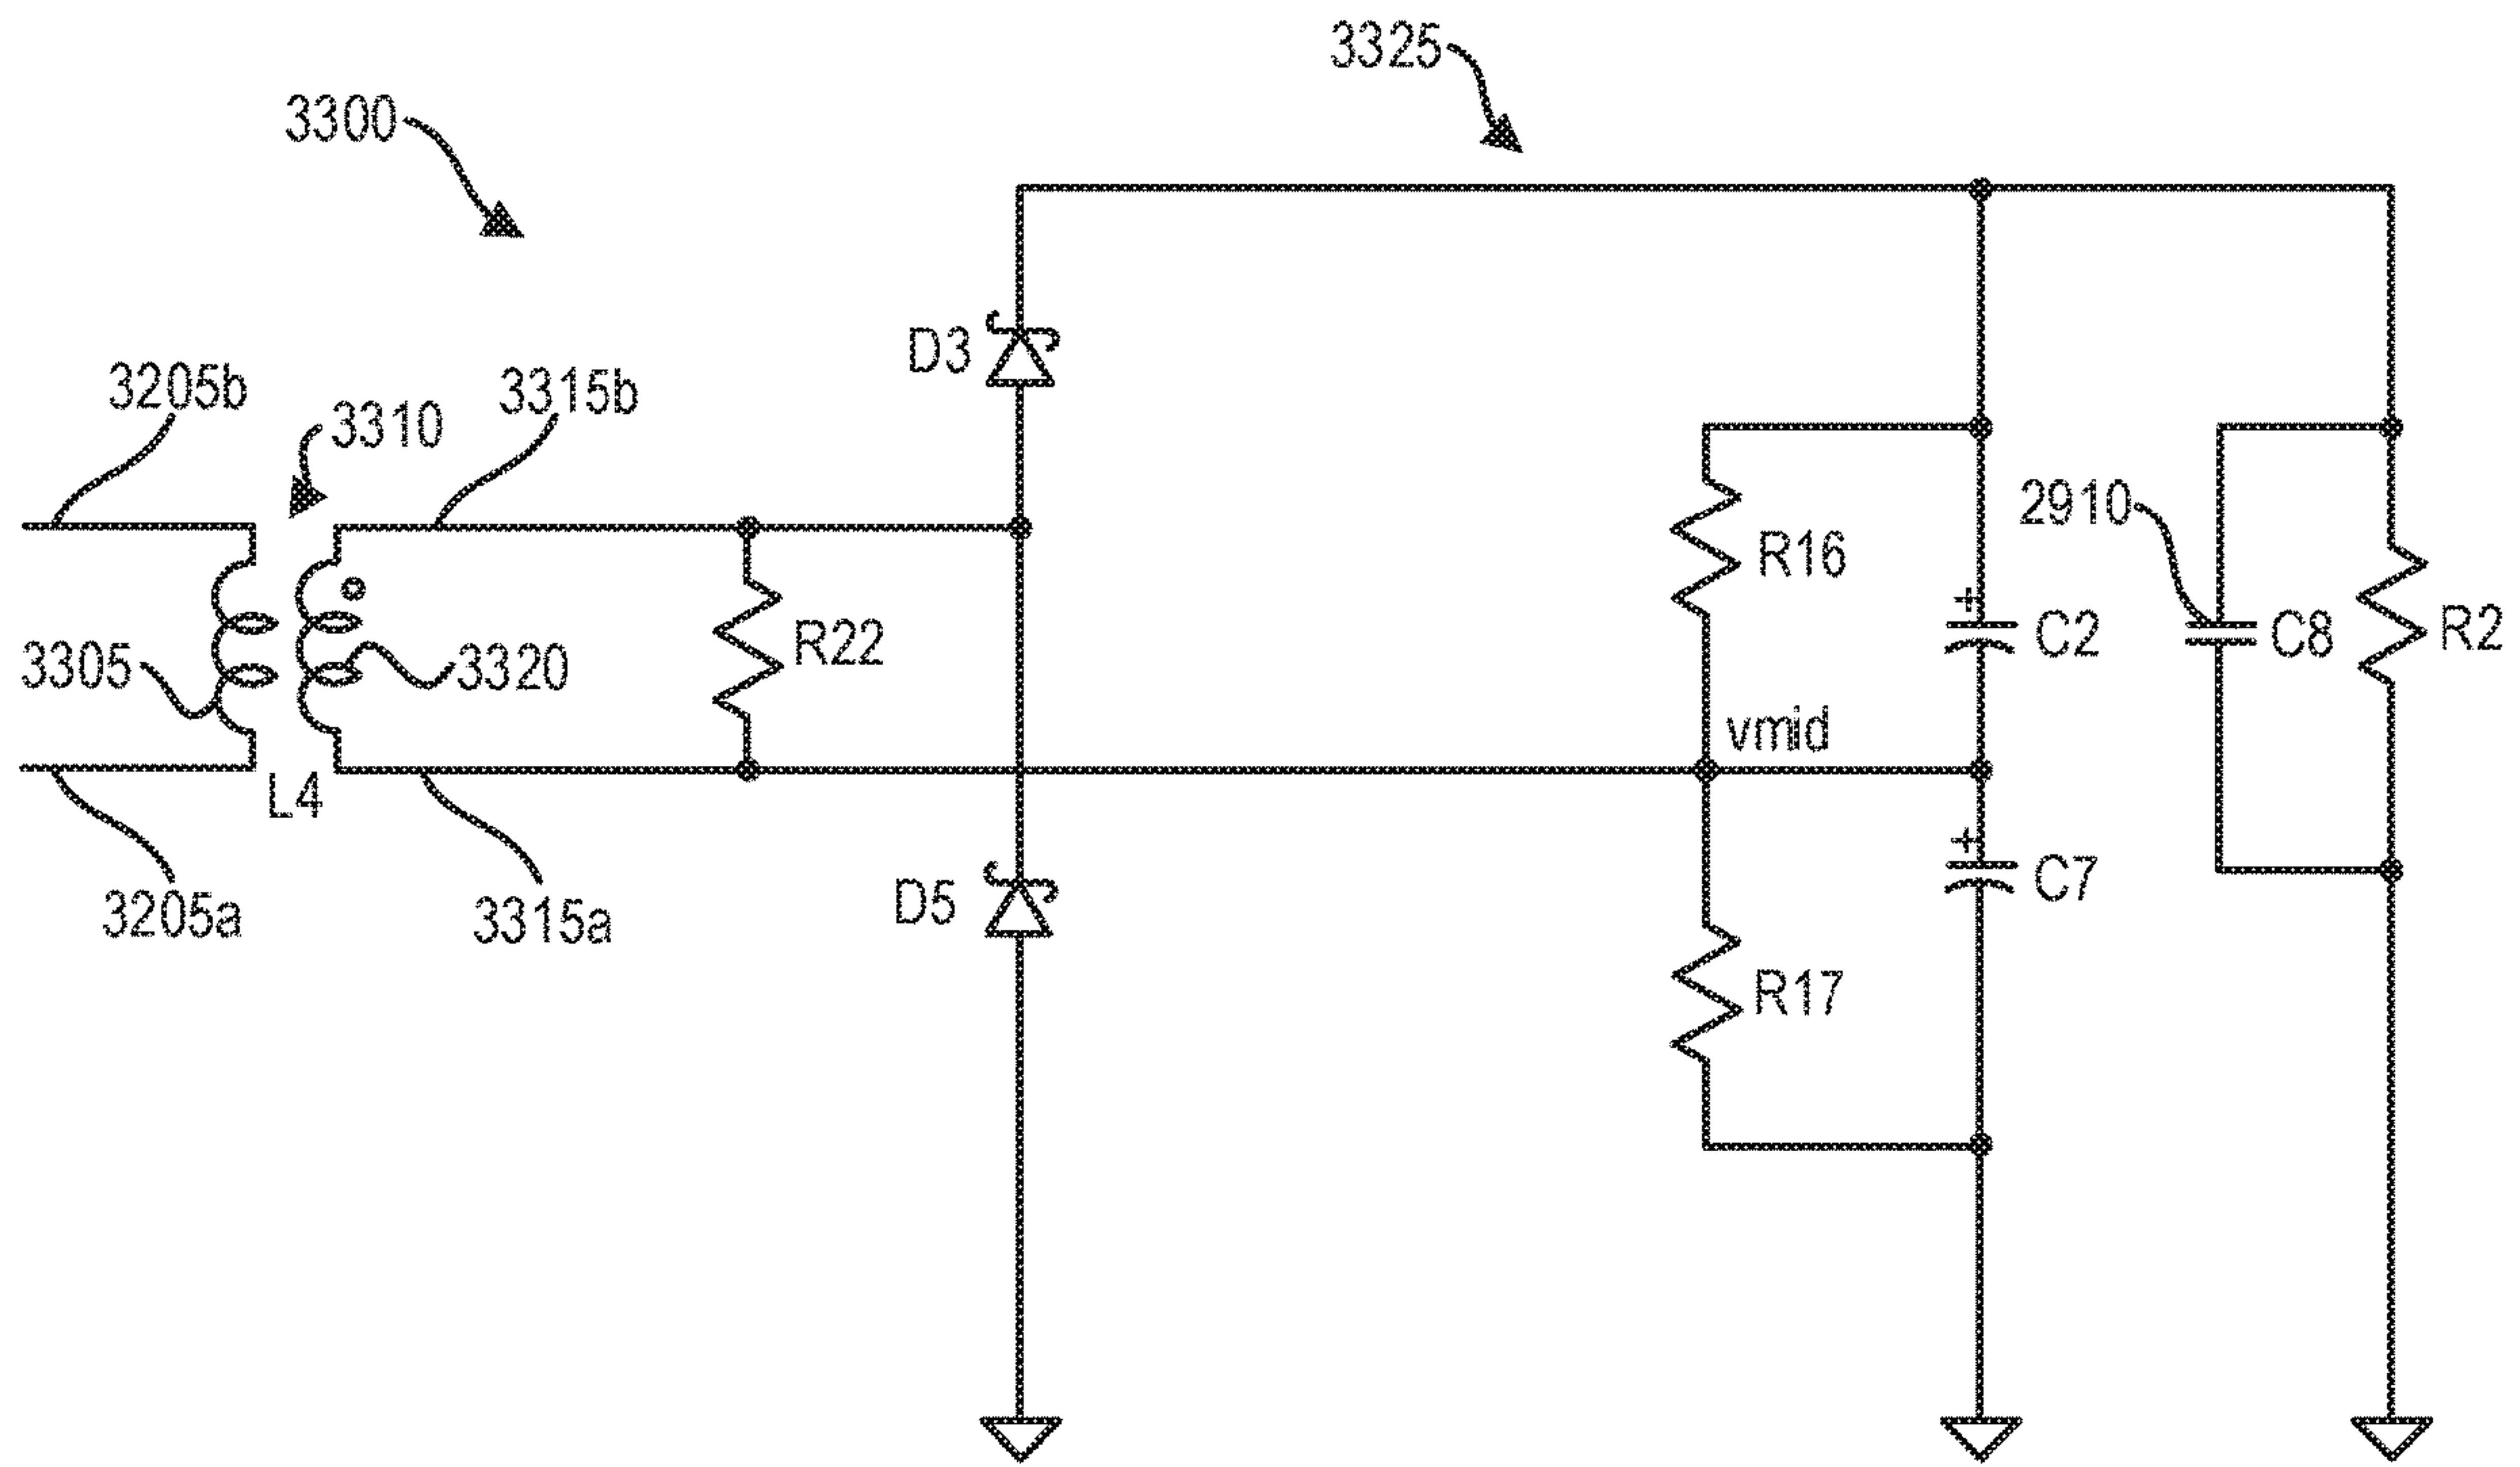 3325
3300
D3
3205b
3310
3315b
2910
R16
R22
C2
C8
R2
3305
3320
vmid
L4
D5
C7
3205a
3315a
R17
+
+